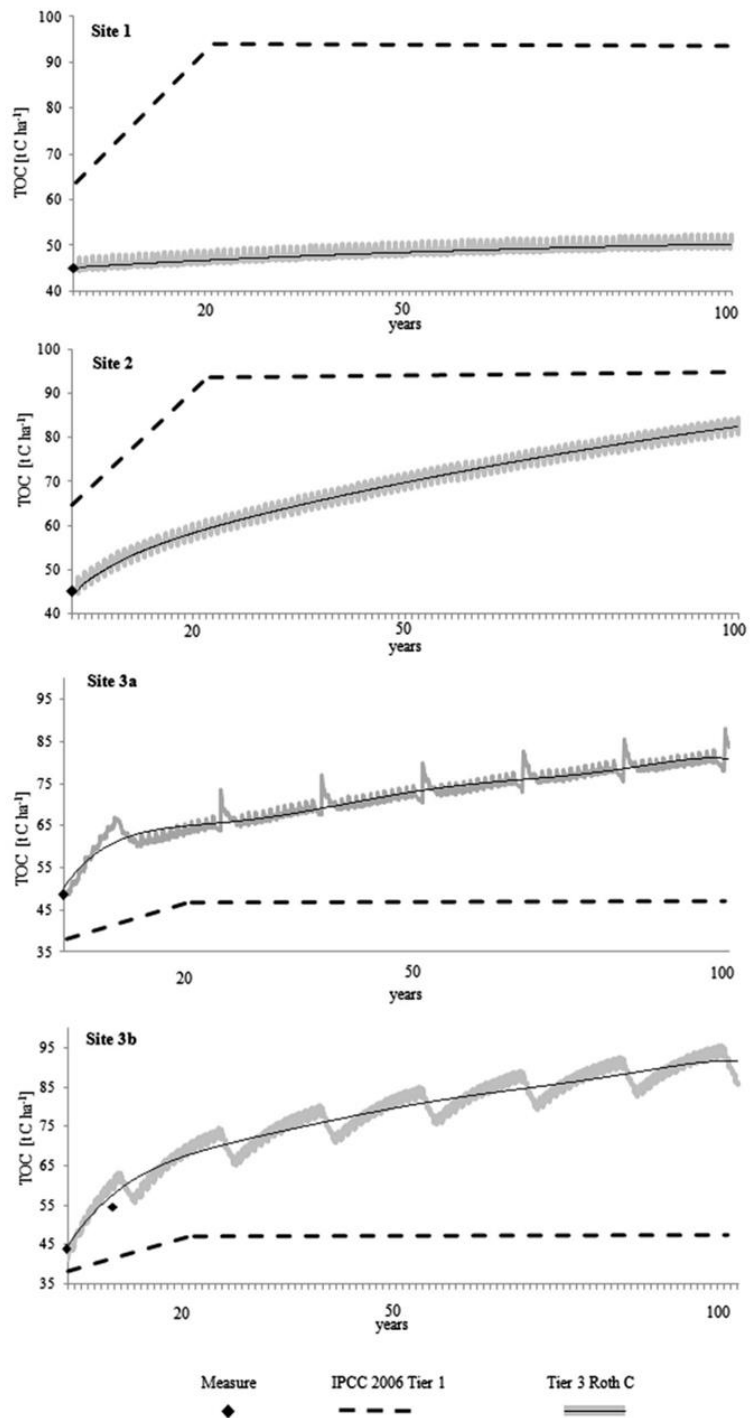 Site 1
TOC [t C ha-1]
100
90
80
70
60
50
40
20 50 100
years
Site 2
TOC [t C ha-1]
100
90
80
70
60
50
40
20 50 100
years
Site 3a
TOC [t C ha-1]
95
85
75
65
55
45
35
20 50 100
years
Site 3b
TOC [t C ha-1]
95
85
75
65
55
45
35
20 50 100
years
Measure IPCC 2006 Tier 1 Tier 3 Roth C